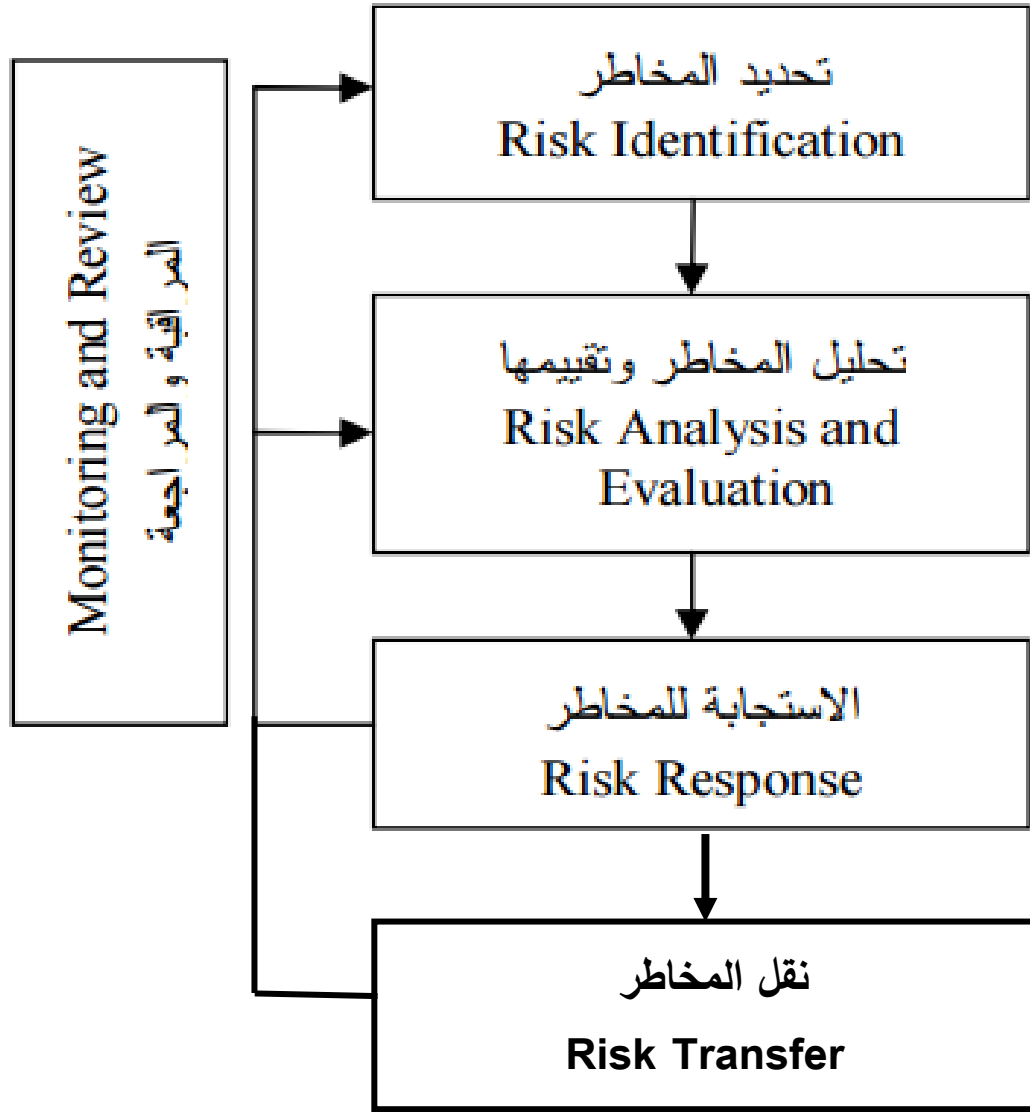 Monitoring and Review
المراقبة و المراجعة
تحديد المخاطر
Risk Identification
تحليل المخاطر وتقييمها
Risk Analysis and
Evaluation
الاستجابة للمخاطر
Risk Response
نقل المخاطر
Risk Transfer